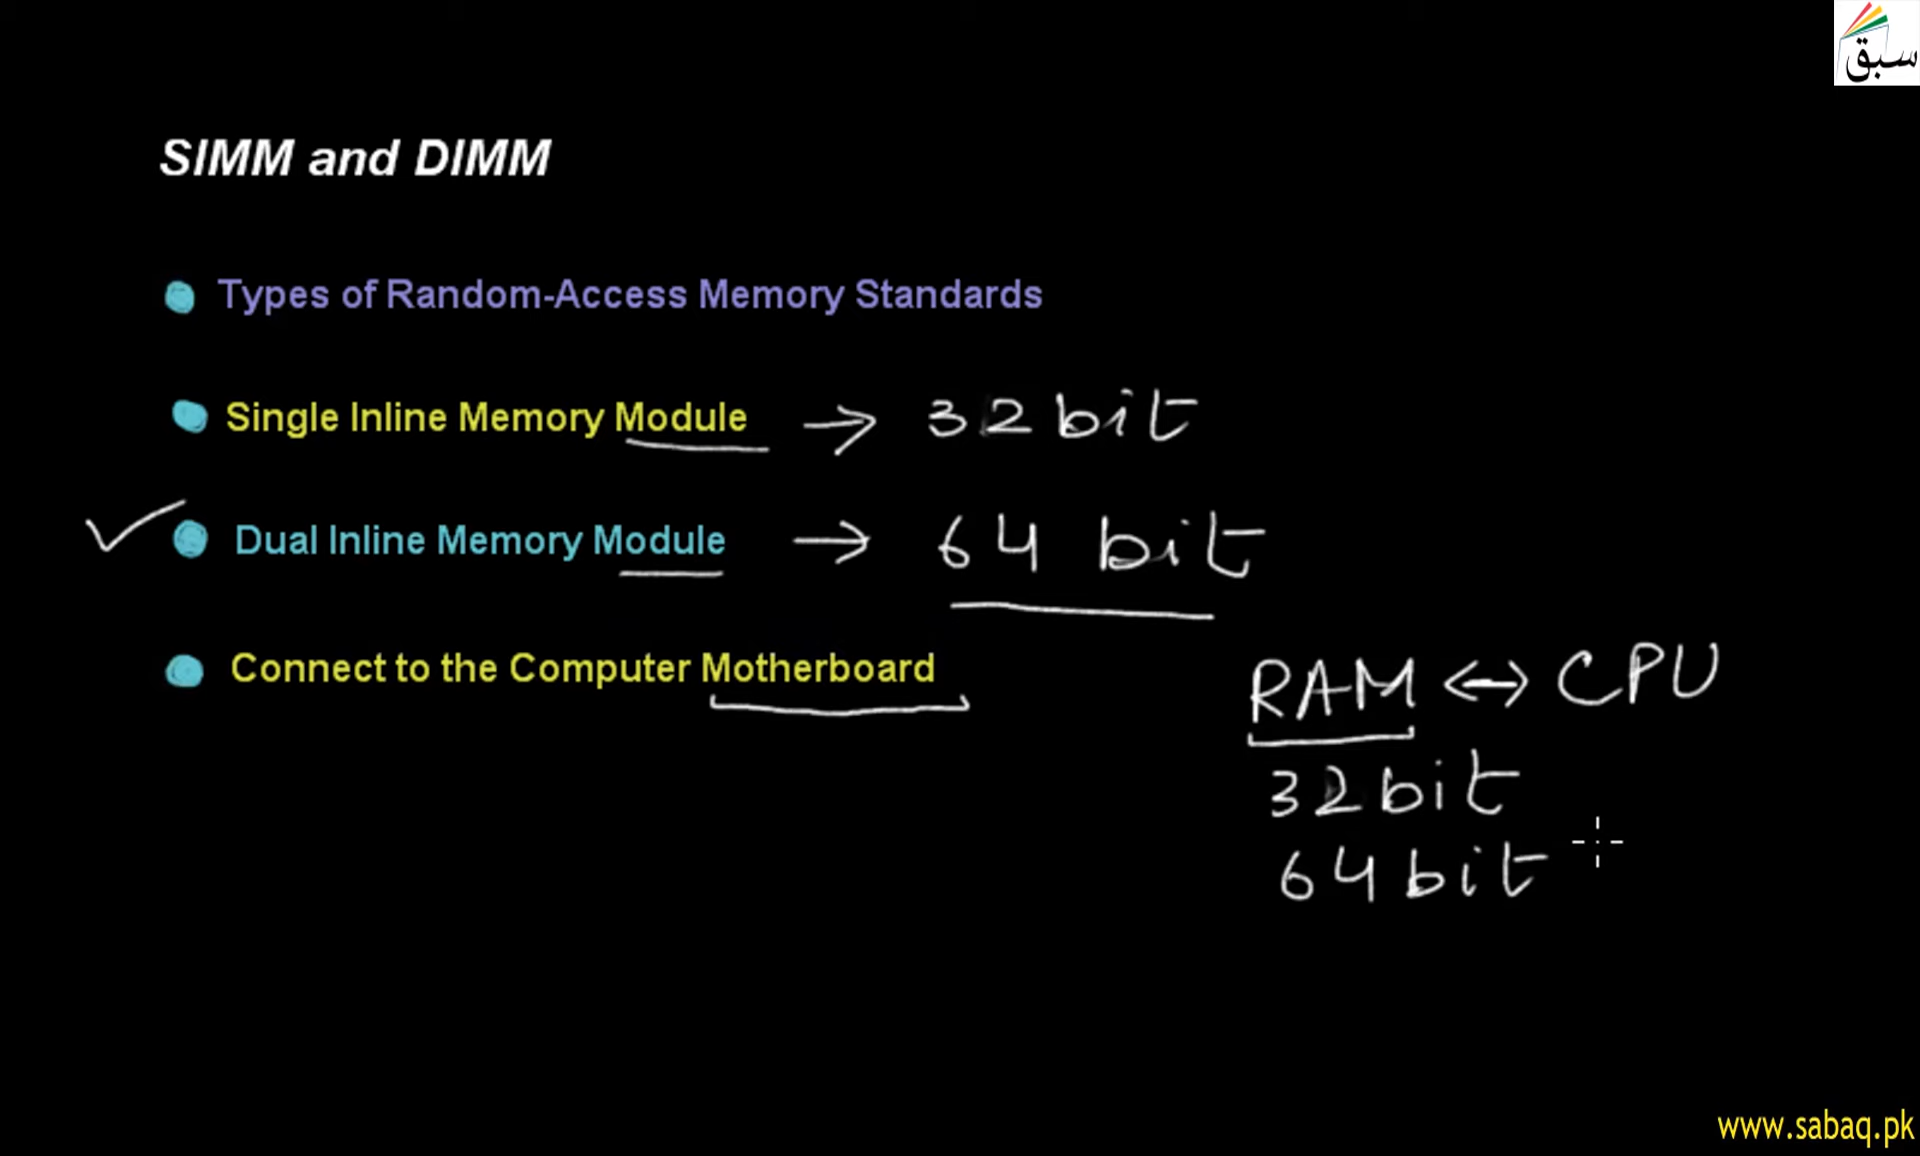 سبق
SIMM and DIMM
Types of Random-Access Memory Standards
Single Inline Memory Module → 32 bit
Dual Inline Memory Module → 64 bit
Connect to the Computer Motherboard
RAM ↔ CPU
32 bit
64 bit
www.sabaq.pk